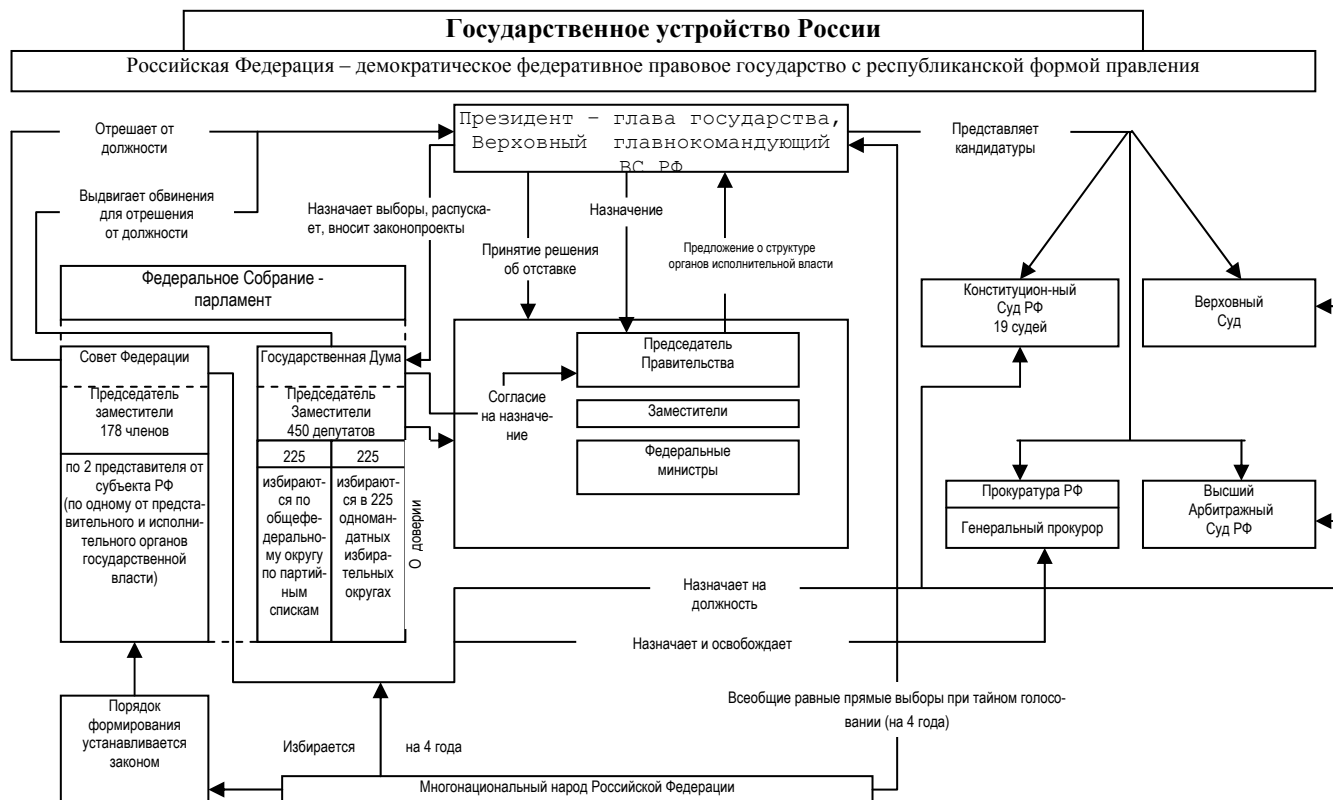 Государственное устройство России
Российская Федерация – демократическое федеративное правовое государство с республиканской формой правления
Отрешает от
должности
Президент – глава государства,
Верховный главнокомандующий
ВС РФ
Представляет
кандидатуры
Выдвигает обвинения
для отрешения
от должности
Назначает выборы, распуска-
ет, вносит законопроекты
Назначение
Принятие решения
об отставке
Предложение о структуре
органов исполнительной власти
Федеральное Собрание -
парламент
Конституцион-ный
Суд РФ
19 судей
Верховный
Суд
Совет Федерации
Председатель
заместители
178 членов
по 2 представителя от
субъекта РФ
(по одному от предста-
вительного и исполни-
тельного органов
государственной
власти)
Государственная Дума
Председатель
Заместители
450 депутатов
225
избирают-
ся по
общефе-
дерально-
му округу
по партий-
ным
спискам
225
избирают-
ся в 225
одноман-
датных
избира-
тельных
округах
О доверии
Согласие
на назначе-
ние
Председатель
Правительства
Заместители
Федеральные
министры
Прокуратура РФ
Генеральный прокурор
Высший
Арбитражный
Суд РФ
Назначает на
должность
Назначает и освобождает
Порядок
формирования
устанавливается
законом
Избирается на 4 года
Всеобщие равные прямые выборы при тайном голосо-
вании (на 4 года)
Многонациональный народ Российской Федерации